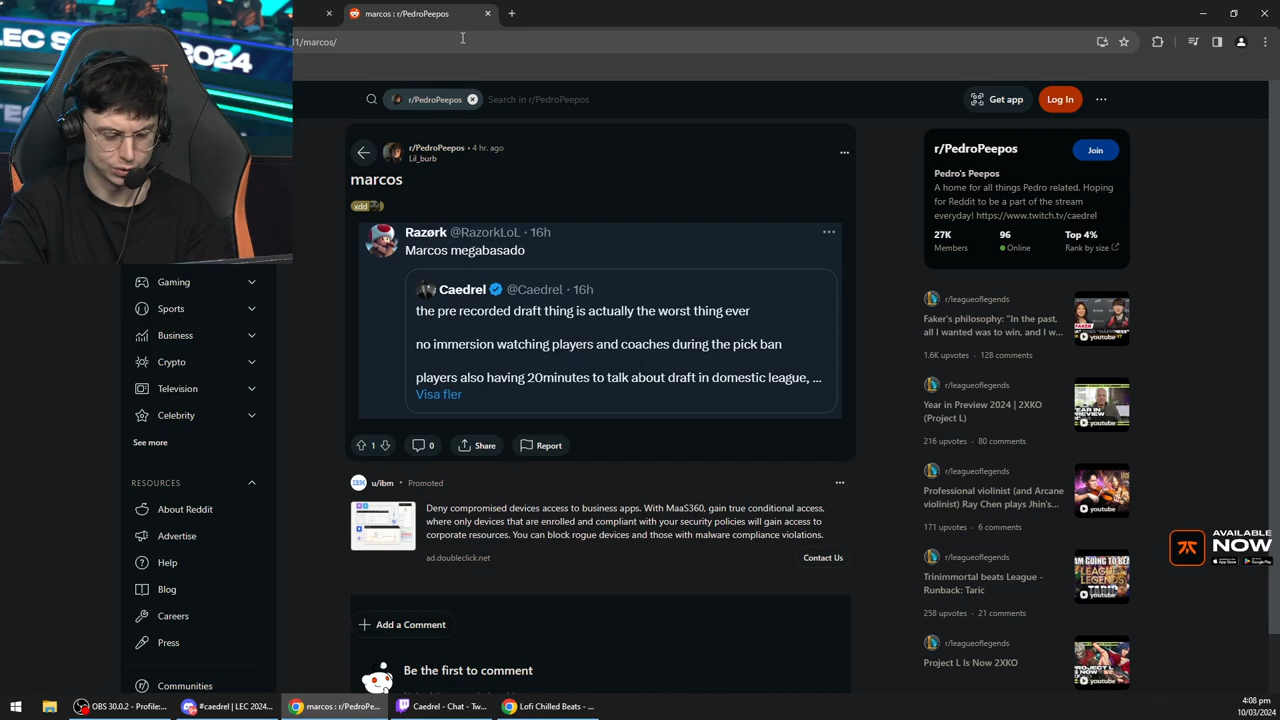 LEC S
2024
marcos : r/PedroPeepos
31/marcos/
r/PedroPeepos
Search in r/PedroPeepos
Get app
Log In
r/PedroPeepos • 4 hr. ago
Lil_burb
marcos
xdd
Razørk @RazorkLoL · 16h
Marcos megabasado
Caedrel @Caedrel · 16h
the pre recorded draft thing is actually the worst thing ever
immersion watching players and coaches during the pick ban
players also having 20minutes to talk about draft in domestic league, ...
Visa fler
1
0
Share
Report
u/ibm • Promoted
Deny compromised devices access to business apps. With MaaS360, gain true conditional access,
where only devices that are enrolled and compliant with your security policies will gain access to
corporate resources. You can block rogue devices and those with malware compliance violations.
ad.doubleclick.net
Contact Us
Add a Comment
Be the first to comment
Gaming
Sports
Business
Crypto
Television
Celebrity
See more
RESOURCES
About Reddit
Advertise
Help
Blog
Careers
Press
Communities
r/PedroPeepos
Join
Pedro's Peepos
A home for all things Pedro related. Hoping
for Reddit to be a part of the stream
everyday! https://www.twitch.tv/caedrel
27K
96
Top 4%
Members
Online
Rank by size
r/leagueoflegends
Faker's philosophy: "In the past,
all I wanted was to win, and I w...
youtube
1.6K upvotes • 128 comments
r/leagueoflegends
Year in Preview 2024 | 2XKO
(Project L)
youtube
216 upvotes • 80 comments
r/leagueoflegends
Professional violinist (and Arcane
violinist) Ray Chen plays Jhin's...
youtube
171 upvotes • 6 comments
r/leagueoflegends
Trinimmortal beats League -
Runback: Taric
youtube
258 upvotes • 21 comments
r/leagueoflegends
Project L Is Now 2XKO
youtube
AVAILABLE
NOW
App Store
Google Play
OBS 30.0.2 - Profile:...
#caedrel | LEC 2024...
marcos : r/PedroPe...
Caedrel - Chat - Tw...
Lofi Chilled Beats - ...
4:08 pm
10/03/2024